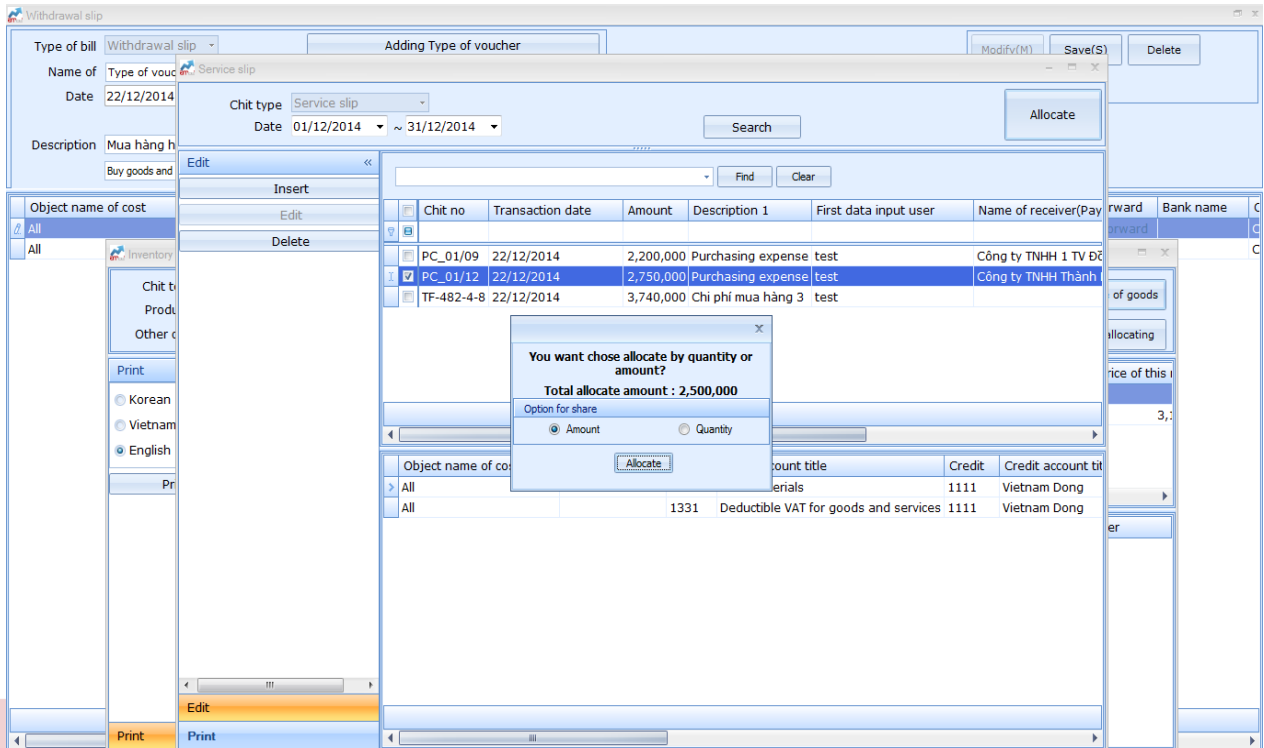 Withdrawal slip
Type of bill Withdrawal slip Adding Type of voucher Modify(M) Save(S) Delete
Name of Type of vouc
Date 22/12/2014
Description Mua hàng h
Buy goods and
Object name of cost
All
All
rward Bank name
orward
Inventory
Chit t
Produ
Other c
Print
Korean
Vietnam
English
Pr
Print
of goods
allocating
rice of this
3,
er
Service slip
Chit type Service slip
Date 01/12/2014 ~ 31/12/2014 Search
Allocate
Edit «
Insert
Edit
Delete
Edit
Print
Find Clear
Chit no Transaction date Amount Description 1 First data input user Name of receiver(Pay
PC_01/09 22/12/2014 2,200,000 Purchasing expense test Công ty TNHH 1 TV Đồ
PC_01/12 22/12/2014 2,750,000 Purchasing expense test Công ty TNHH Thành
TF-482-4-8 22/12/2014 3,740,000 Chi phí mua hàng 3 test
You want chose allocate by quantity or
amount?
Total allocate amount : 2,500,000
Option for share
Amount Quantity
Allocate
Object name of co ount title Credit Credit account tit
All erials 1111 Vietnam Dong
All 1331 Deductible VAT for goods and services 1111 Vietnam Dong